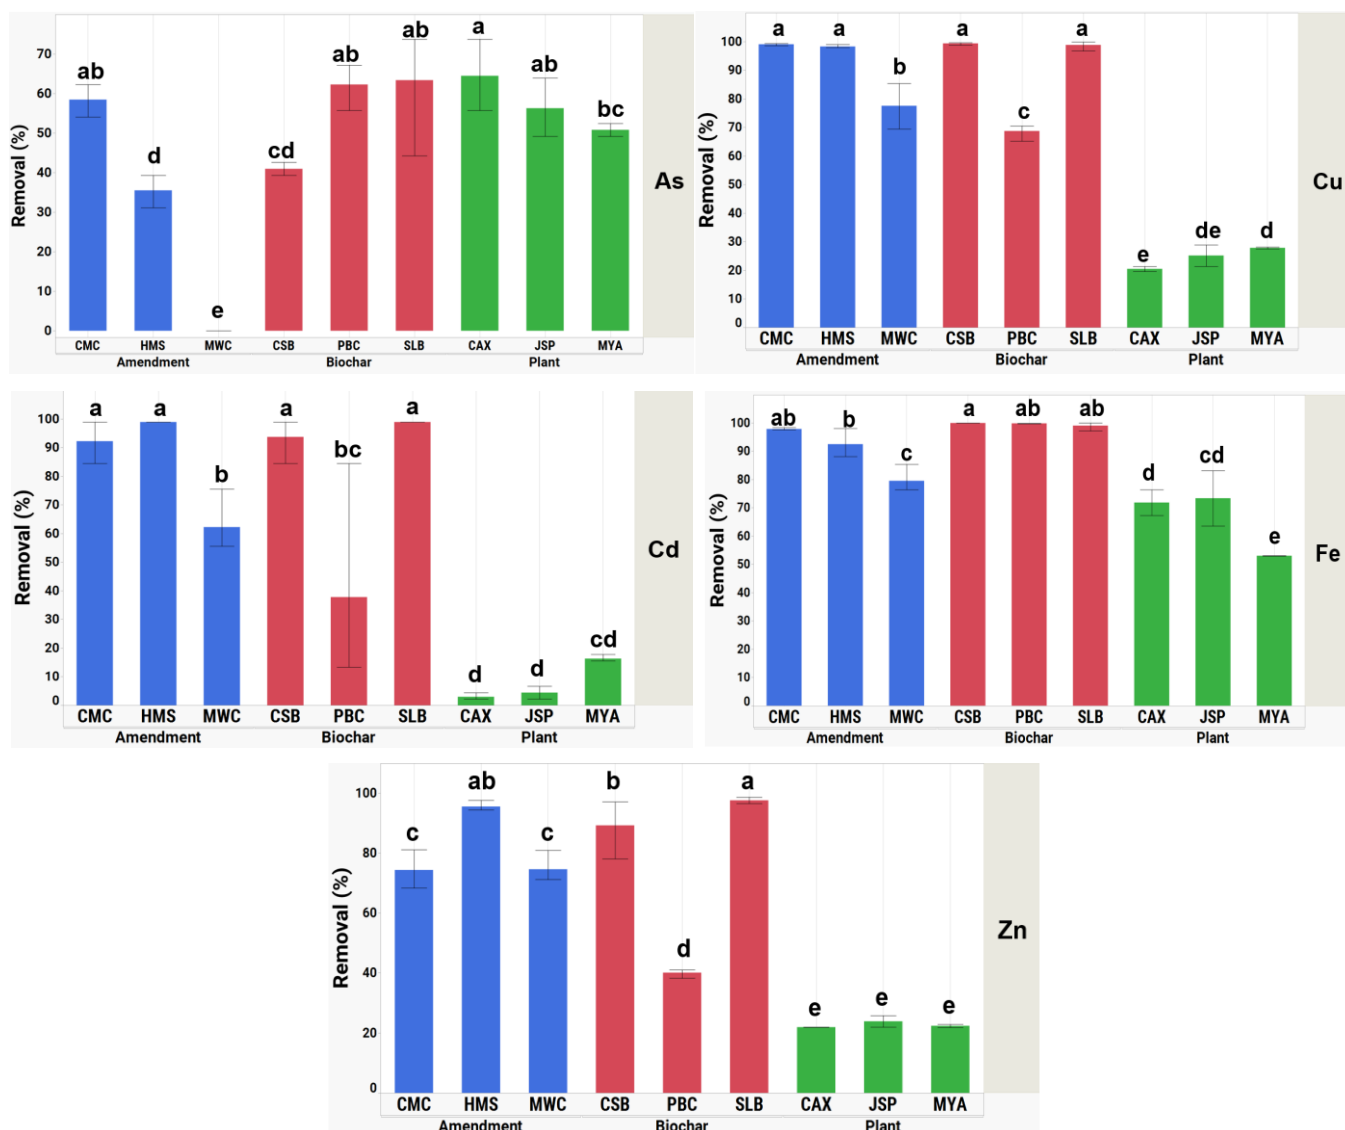 Removal (%)
70
60
50
40
30
20
10
0
ab
d
e
cd
ab
ab
a
ab
bc
As
CMC HMS MWC CSB PBC SLB CAX JSP MYA
Amendment Biochar Plant
Removal (%)
100
90
80
70
60
50
40
30
20
10
0
a
a
b
a
c
a
e
de
d
Cu
CMC HMS MWC CSB PBC SLB CAX JSP MYA
Amendment Biochar Plant
Removal (%)
100
90
80
70
60
50
40
30
20
10
0
a
a
b
a
bc
a
d
d
cd
Cd
CMC HMS MWC CSB PBC SLB CAX JSP MYA
Amendment Biochar Plant
Removal (%)
100
90
80
70
60
50
40
30
20
10
0
ab
b
c
a
ab
ab
d
cd
e
Fe
CMC HMS MWC CSB PBC SLB CAX JSP MYA
Amendment Biochar Plant
Removal (%)
100
80
60
40
20
0
c
ab
c
b
d
a
e
e
e
Zn
CMC HMS MWC CSB PBC SLB CAX JSP MYA
Amendment Biochar Plant